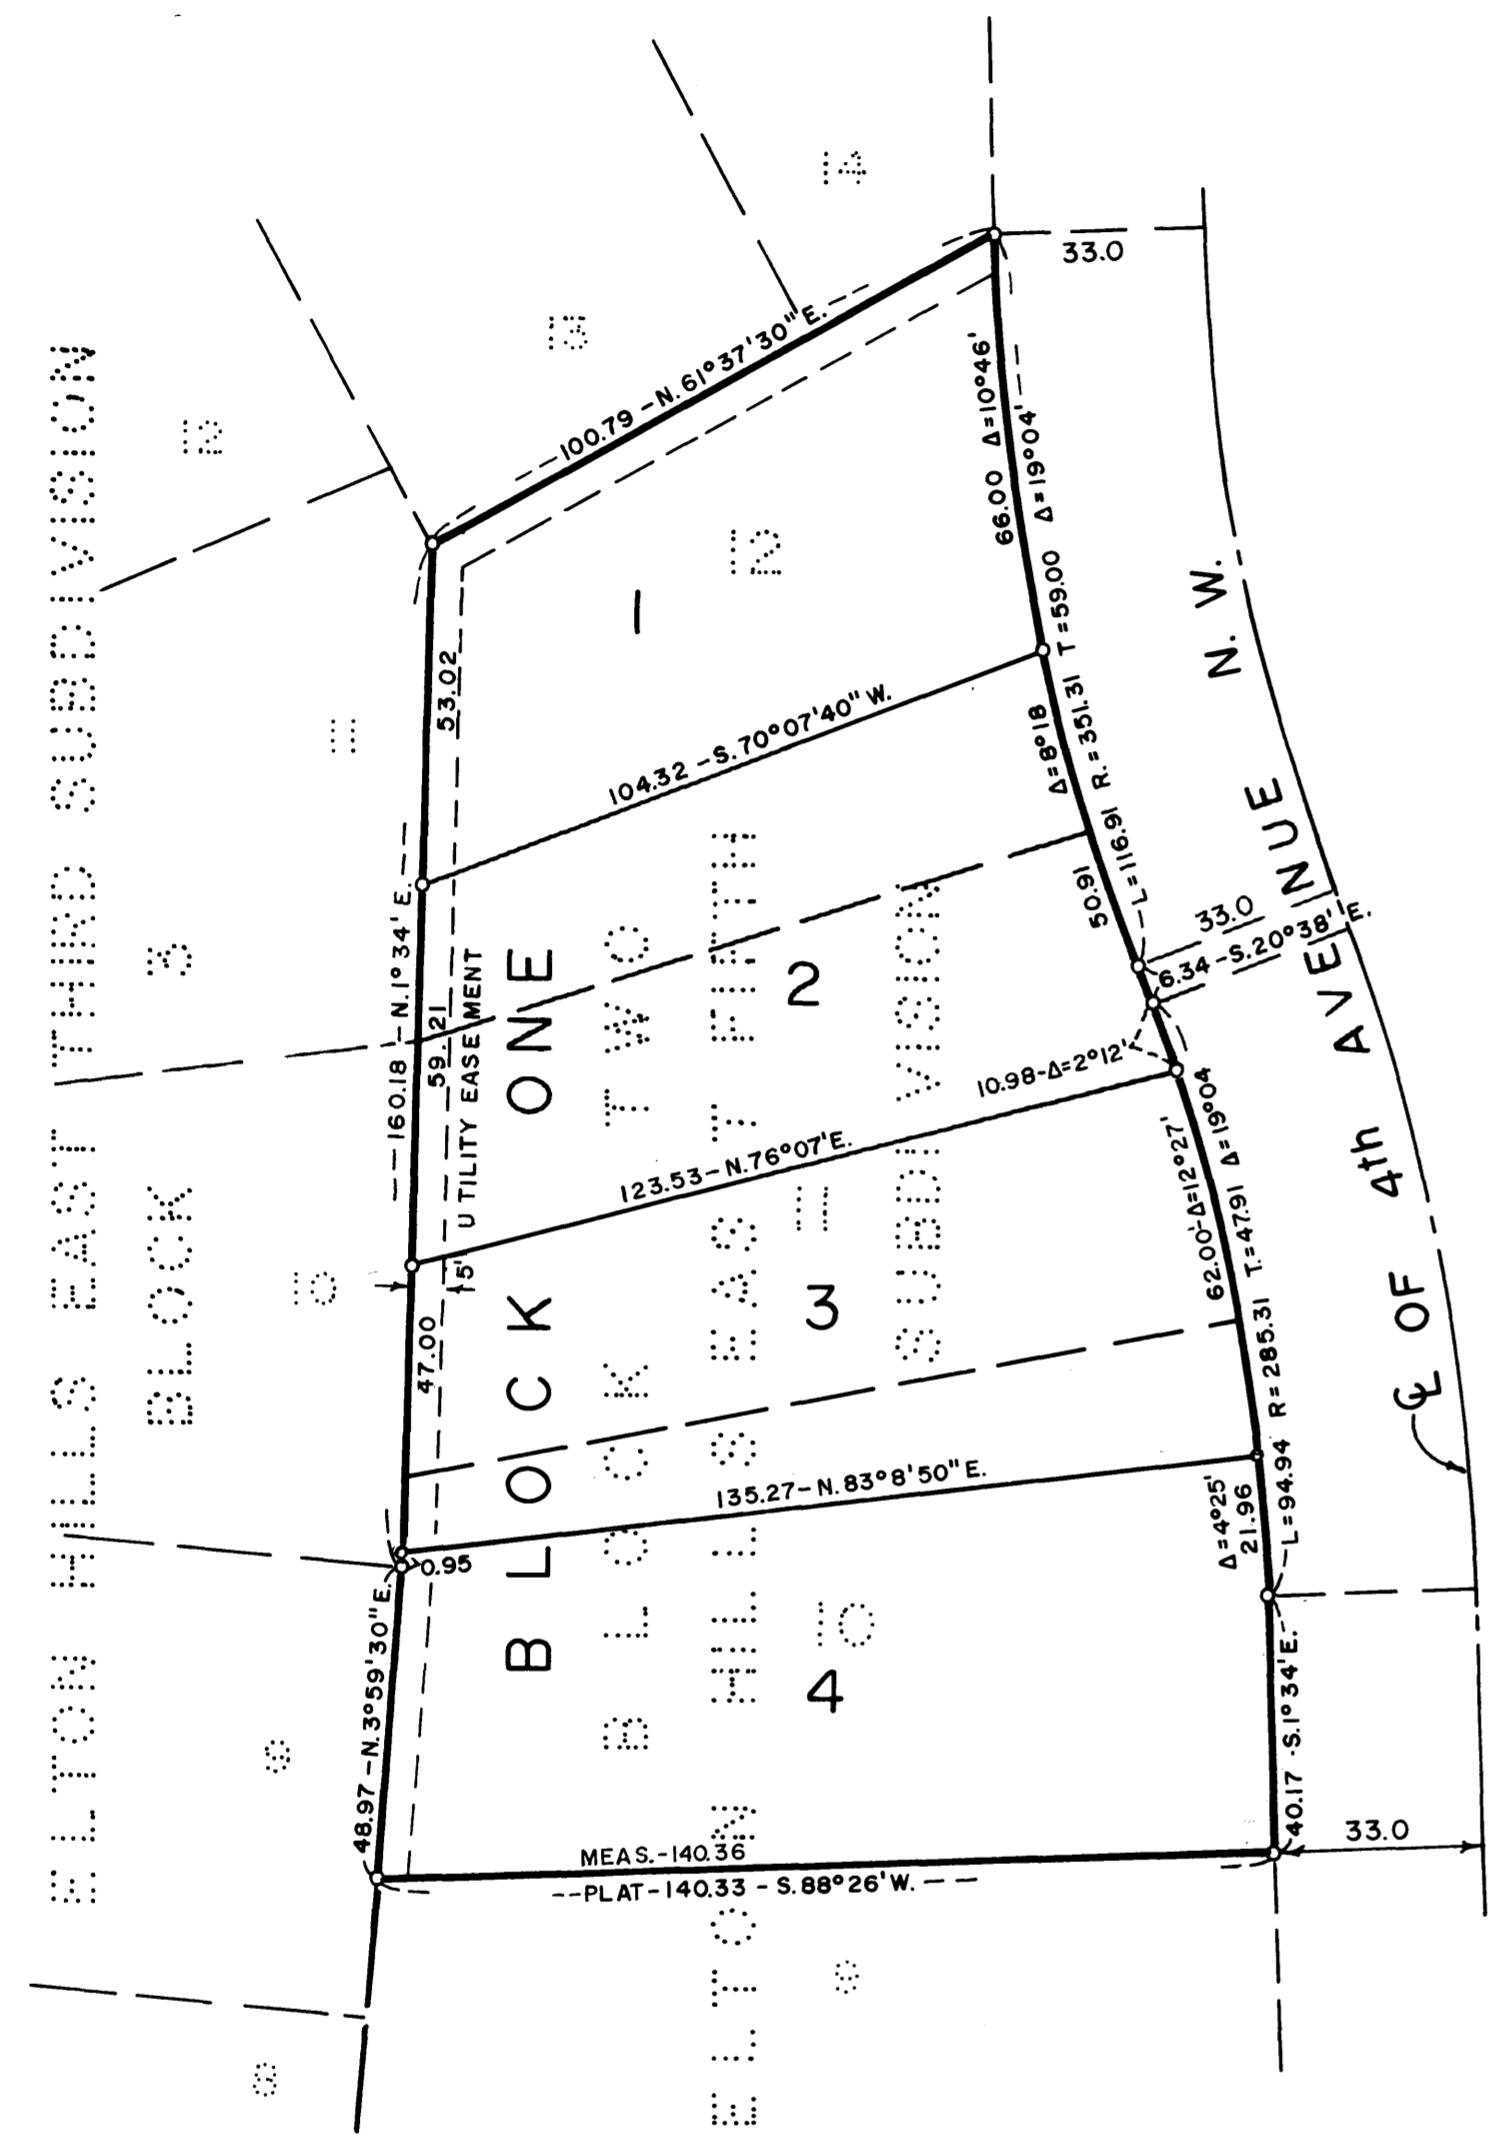 ELTON HILLS EAST THIRD SUBDIVISION
BLOCK 3
8
9
10
11
12
13
14
100.79 – N. 61°37'30" E.
33.0
66.00 Δ=10°46'
Δ=19°04'
53.02
1
12
104.32 – S. 70°07'40" W.
Δ=8°18
50.91
L=116.91 R.=351.31 T=59.00
33.0
6.34 – S. 20°38' E.
160.18 – N. 1°34' E.
59.21
5' UTILITY EASEMENT
BLOCK ONE
BLOCK TWO
ELTON HILLS EAST FIFTH
SUBDIVISION
2
10.98-Δ=2°12'
123.53 – N. 76°07' E.
11
3
62.00'-Δ=12°27'
L=94.94 R=285.31 T.=47.91 Δ=19°04
47.00
135.27 – N. 83°8'50" E.
Δ=4°25'
21.96
0.95
48.97 – N. 3°59'30" E.
10
4
40.17 - S. 1°34' E.
MEAS.-140.36
PLAT-140.33 - S. 88°26' W.
33.0
9
℄ OF 4th AVENUE N. W.